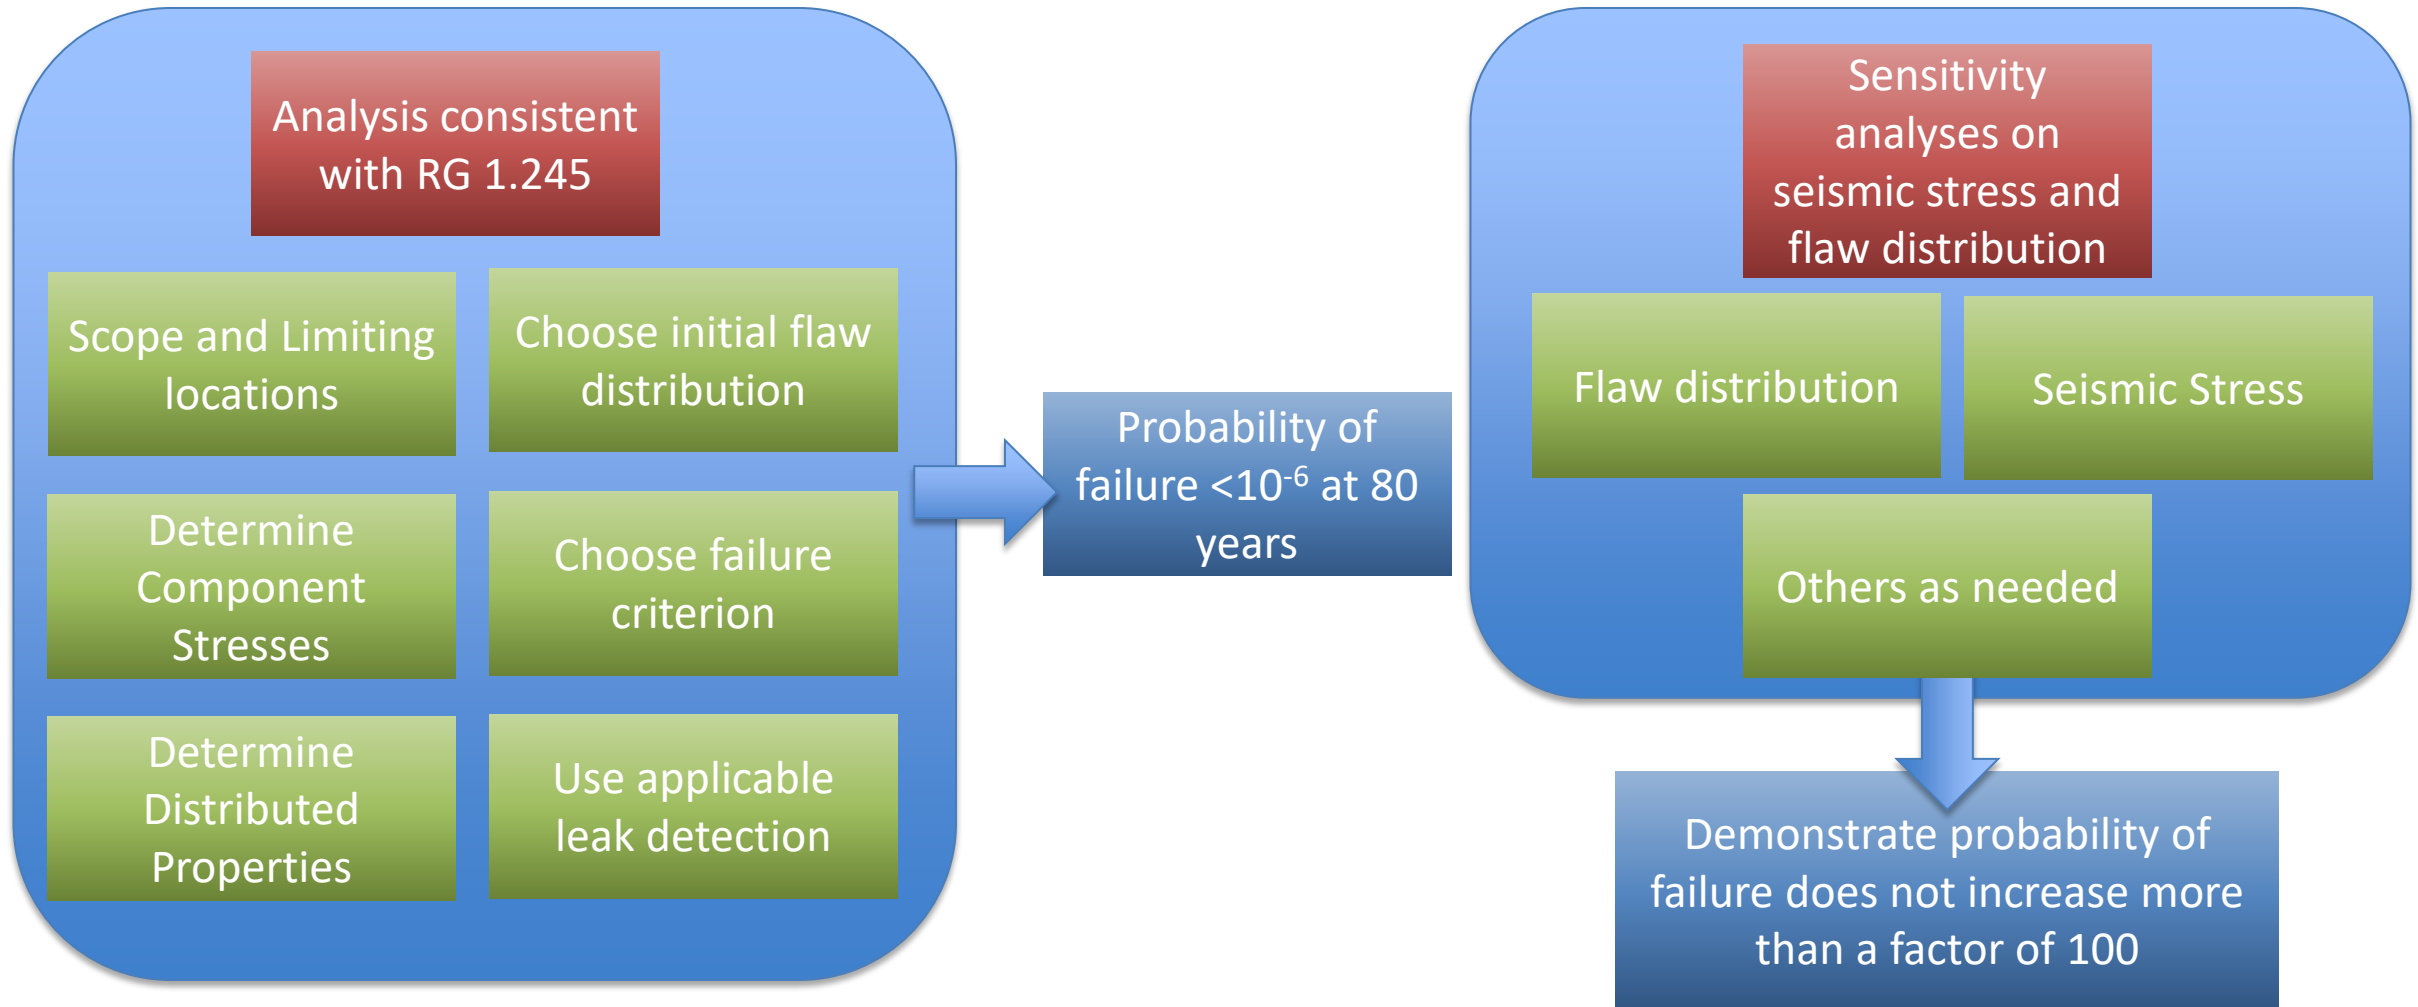 Analysis consistent
with RG 1.245
Scope and Limiting
locations
Choose initial flaw
distribution
Determine
Component
Stresses
Choose failure
criterion
Determine
Distributed
Properties
Use applicable
leak detection
Probability of
failure <10⁻⁶ at 80
years
Sensitivity
analyses on
seismic stress and
flaw distribution
Flaw distribution
Seismic Stress
Others as needed
Demonstrate probability of
failure does not increase more
than a factor of 100